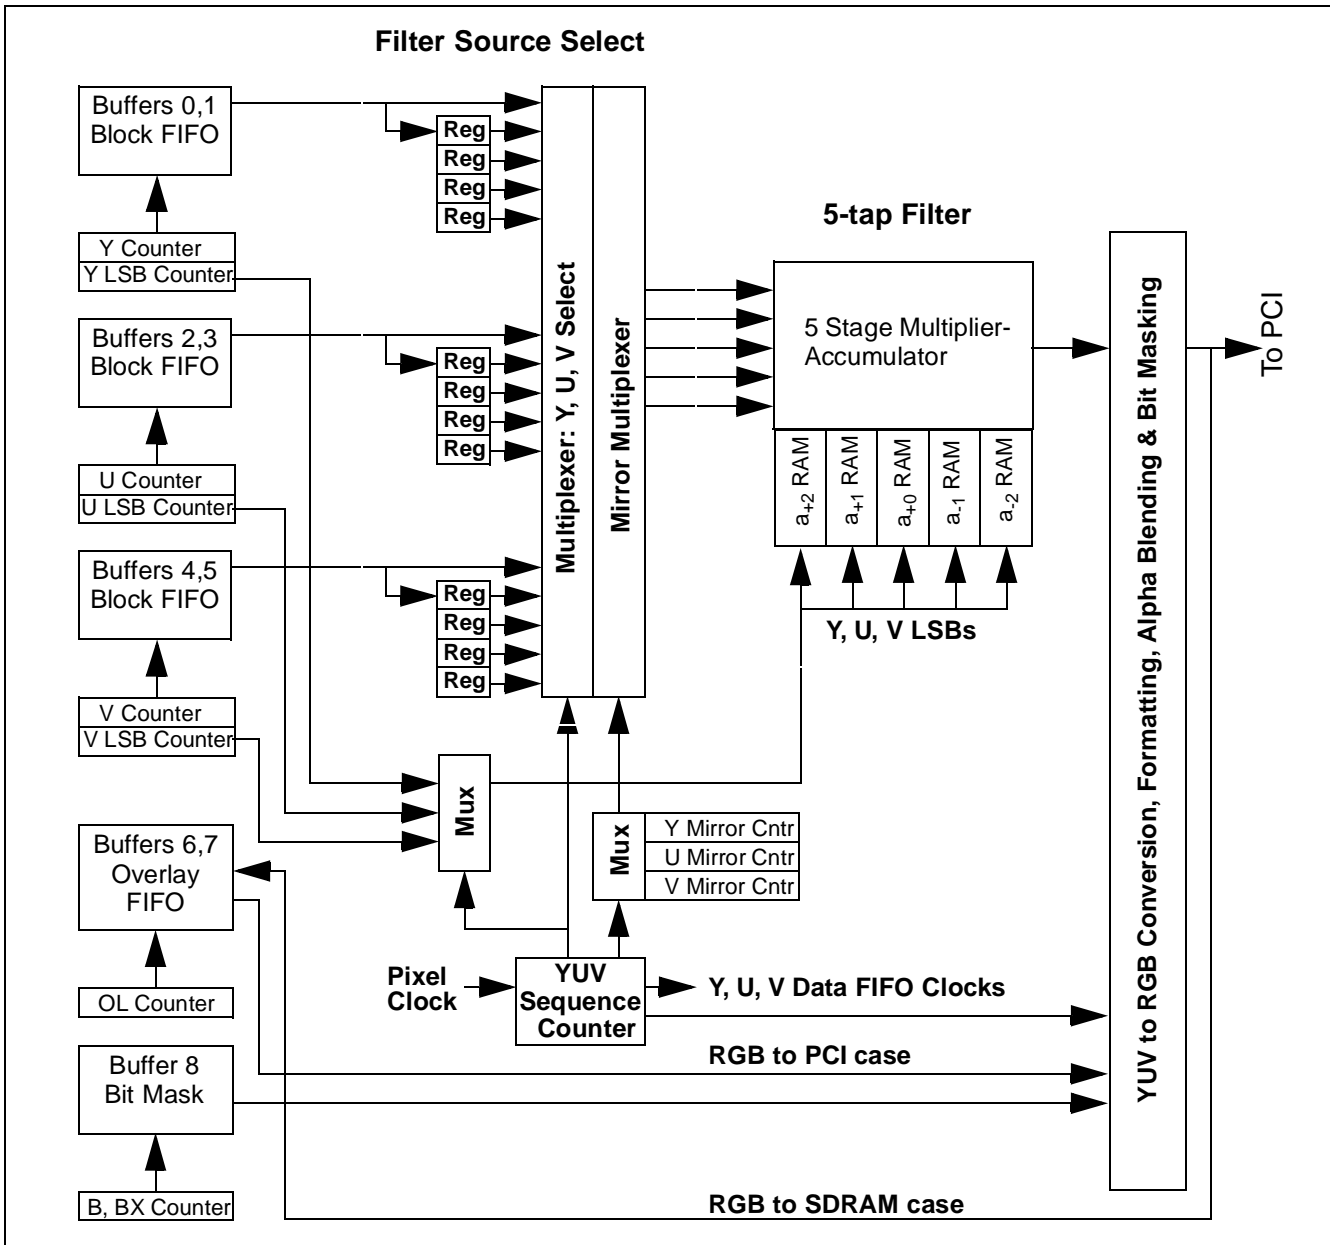 Filter Source Select
Buffers 0,1
Block FIFO
Reg
Reg
Reg
Reg
Y Counter
Y LSB Counter
Buffers 2,3
Block FIFO
Reg
Reg
Reg
Reg
U Counter
U LSB Counter
Buffers 4,5
Block FIFO
Reg
Reg
Reg
Reg
V Counter
V LSB Counter
Multiplexer: Y, U, V Select
Mirror Multiplexer
5-tap Filter
5 Stage Multiplier-
Accumulator
a+2 RAM
a+1 RAM
a+0 RAM
a-1 RAM
a-2 RAM
Y, U, V LSBs
YUV to RGB Conversion, Formatting, Alpha Blending & Bit Masking
To PCI
Mux
Mux
Y Mirror Cntr
U Mirror Cntr
V Mirror Cntr
Buffers 6,7
Overlay
FIFO
OL Counter
Pixel
Clock
YUV
Sequence
Counter
Y, U, V Data FIFO Clocks
RGB to PCI case
Buffer 8
Bit Mask
B, BX Counter
RGB to SDRAM case